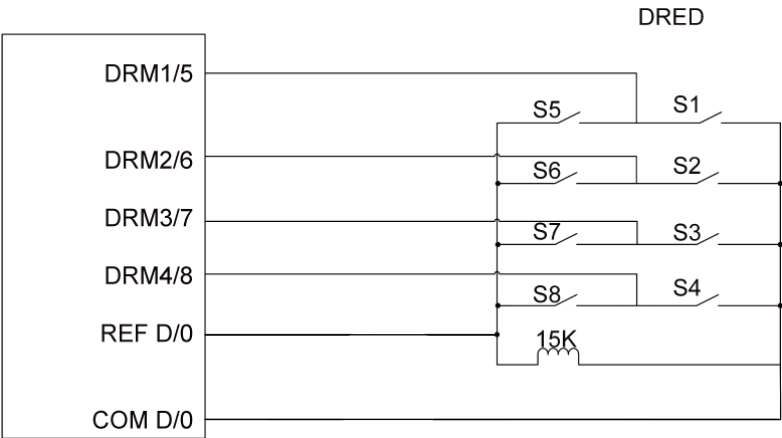 DRED
DRM1/5
S5
S1
DRM2/6
S6
S2
DRM3/7
S7
S3
DRM4/8
S8
S4
REF D/0
15K
COM D/0